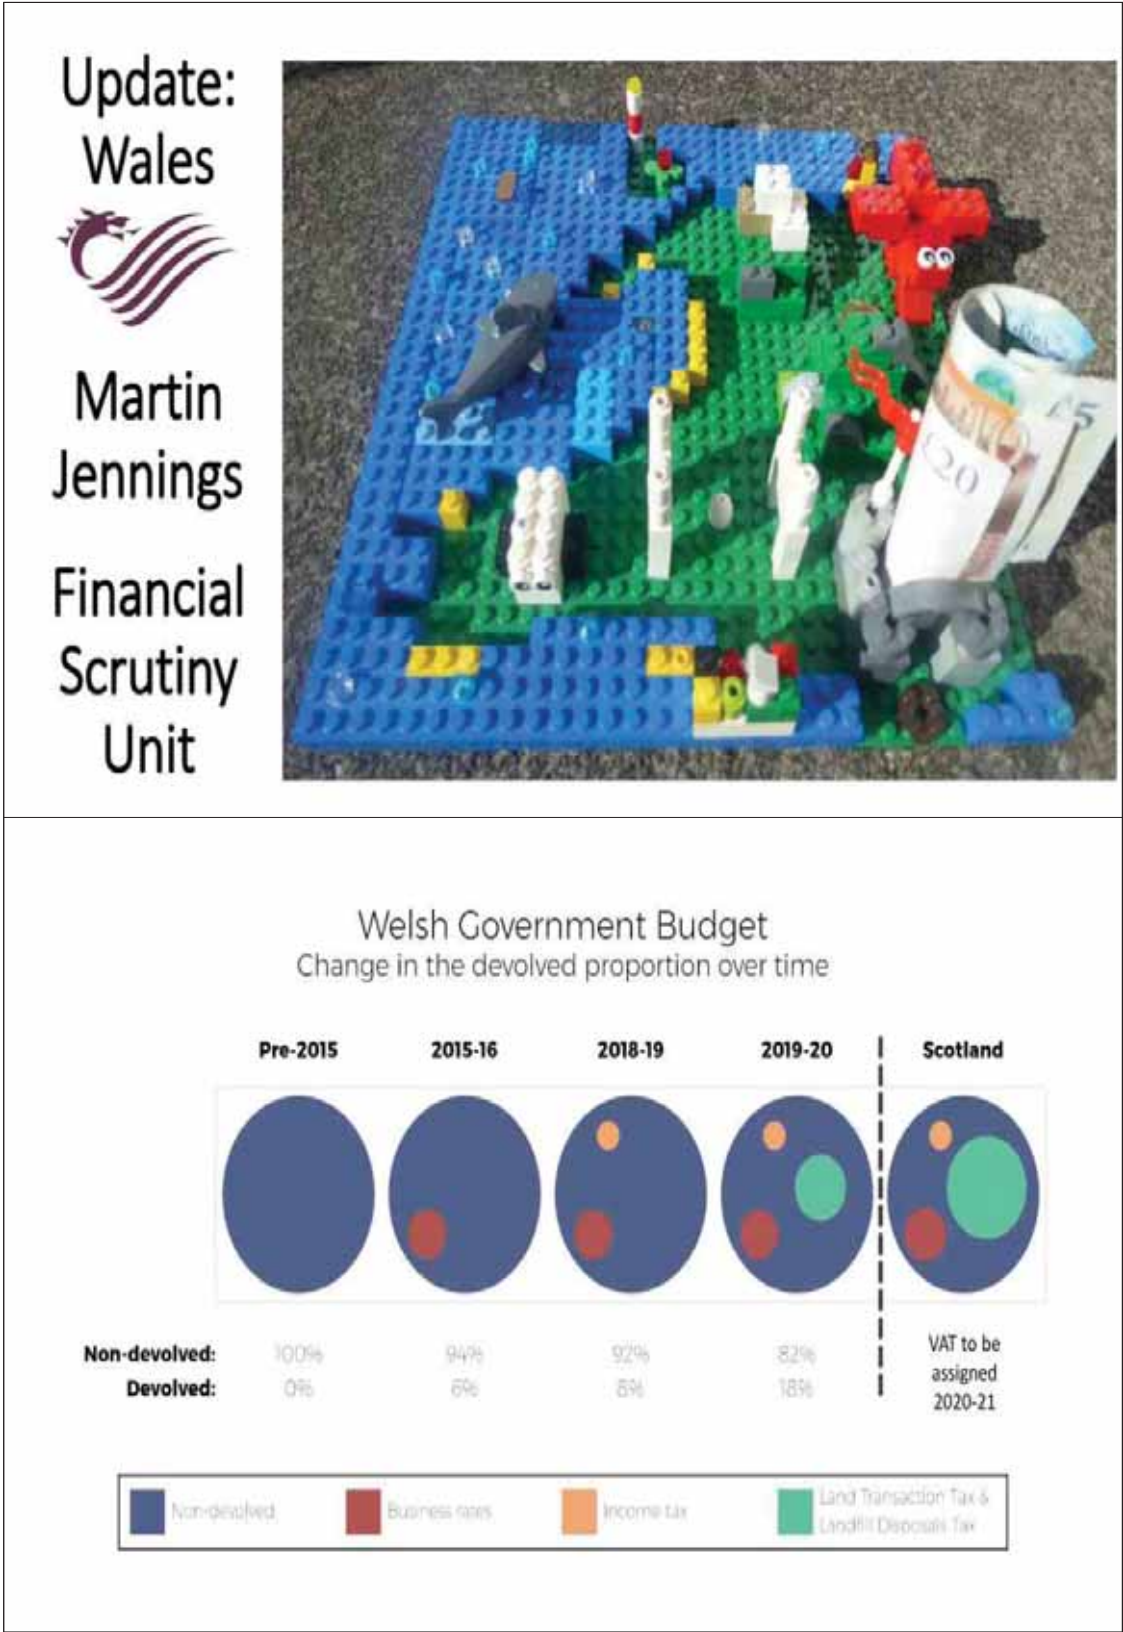 Update:
Wales
Martin
Jennings
Financial
Scrutiny
Unit
£5
£20
Welsh Government Budget
Change in the devolved proportion over time
Pre-2015 2015-16 2018-19 2019-20 Scotland
Non-devolved: 100% 94% 92% 82%
Devolved: 0% 6% 8% 18%
VAT to be
assigned
2020-21
Non-devolved Business rates Income tax Land Transaction Tax &
Landfill Disposals Tax